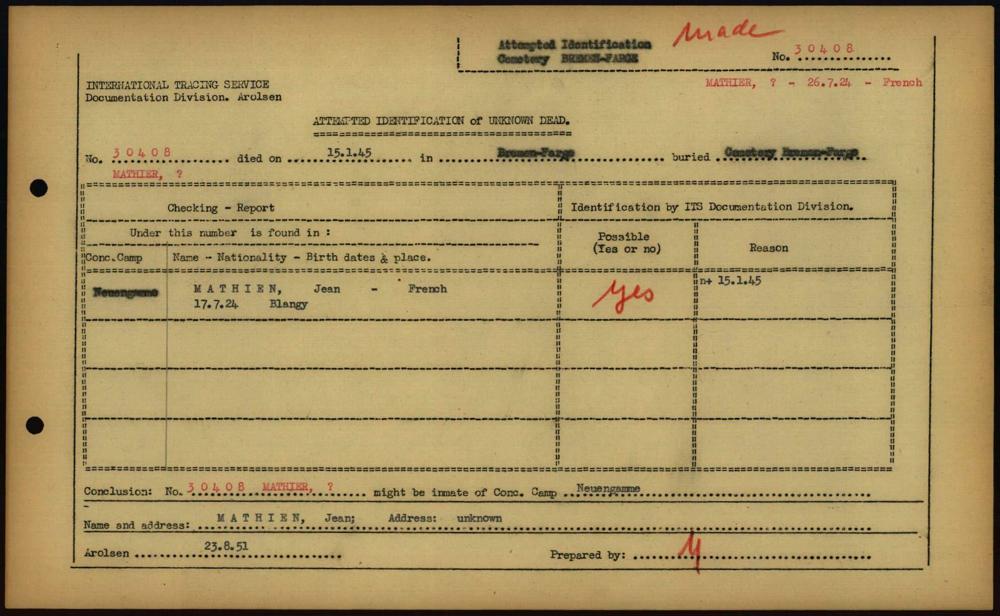 Attempted Identification
Cemetery BREMEN-FARGE
made
No. 30408
MATHIER, ? - 26.7.24 - French
INTERNATIONAL TRACING SERVICE
Documentation Division. Arolsen
ATTEMPTED IDENTIFICATION of UNKNOWN DEAD.
No. 30408 died on 15.1.45 in Bremen-Farge buried Cemetery Bremen-Farge
MATHIER, ?
Checking - Report
Identification by ITS Documentation Division.
Under this number is found in :
Possible
(Yes or no)
Reason
Conc.Camp
Name - Nationality - Birth dates & place.
Neuengamme
MATHIEN, Jean - French
17.7.24 Blangy
yes
n+ 15.1.45
Conclusion: No. 30408 MATHIER, ? might be inmate of Conc. Camp Neuengamme
Name and address: MATHIEN, Jean; Address: unknown
Arolsen 23.8.51
Prepared by: